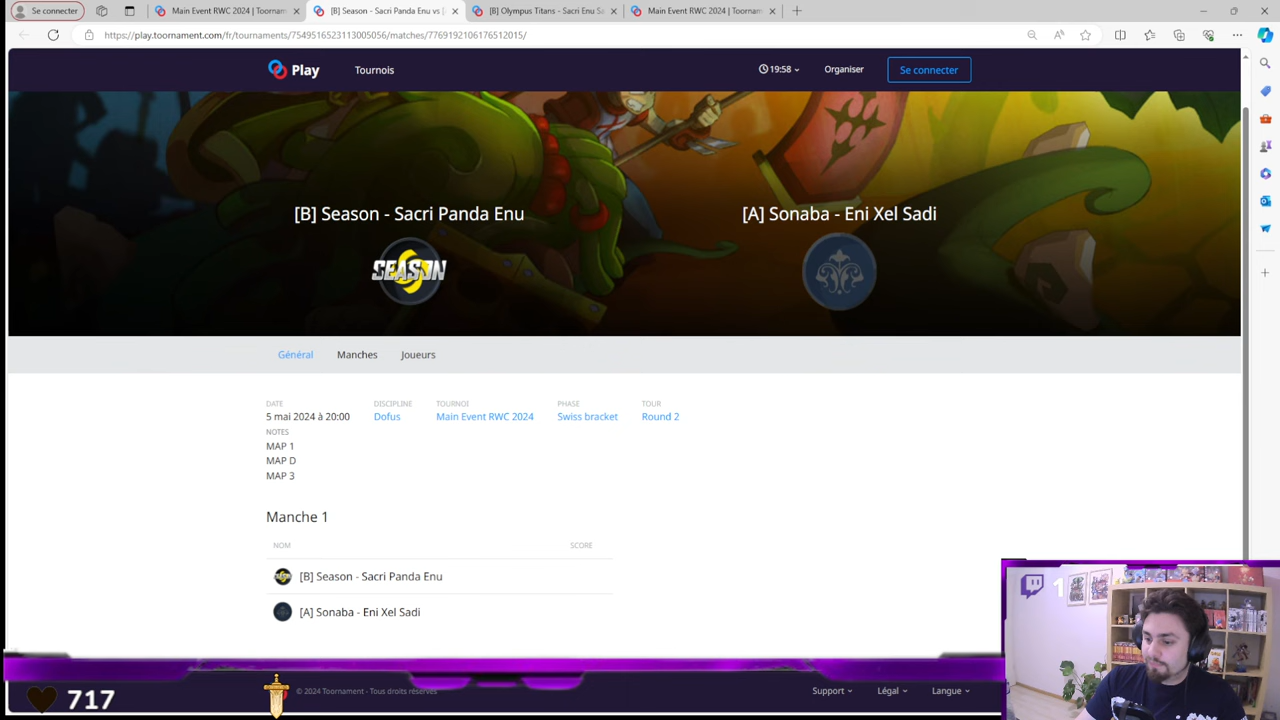 Se connecter
Main Event RWC 2024 | Toornam
[B] Season - Sacri Panda Enu vs [
[B] Olympus Titans - Sacri Enu Sa
Main Event RWC 2024 | Toornam
https://play.toornament.com/fr/tournaments/7549516523113005056/matches/7769192106176512015/
Play
Tournois
19:58
Organiser
Se connecter
[B] Season - Sacri Panda Enu
[A] Sonaba - Eni Xel Sadi
SEASON
Général
Manches
Joueurs
DATE
DISCIPLINE
TOURNOI
PHASE
TOUR
5 mai 2024 à 20:00
Dofus
Main Event RWC 2024
Swiss bracket
Round 2
NOTES
MAP 1
MAP D
MAP 3
Manche 1
NOM
SCORE
[B] Season - Sacri Panda Enu
[A] Sonaba - Eni Xel Sadi
717
© 2024 Toornament - Tous droits réservés
Support
Légal
Langue